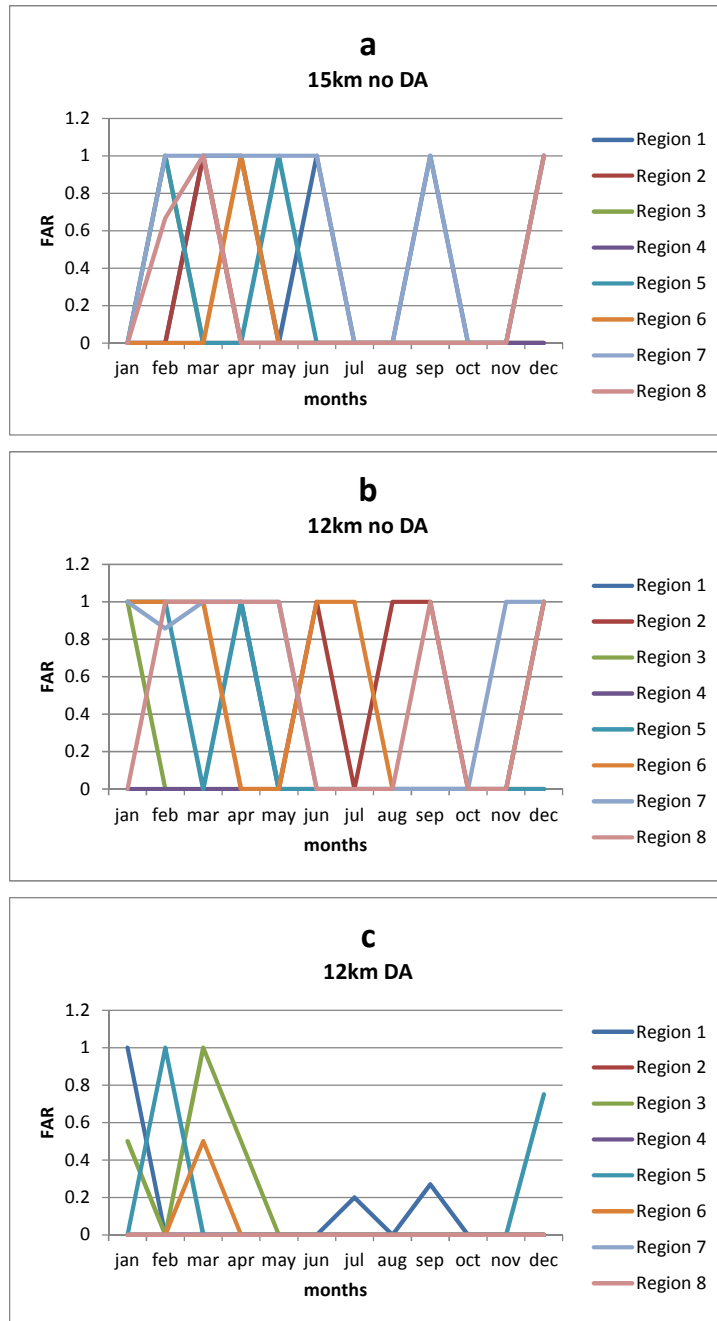 a
15km no DA
1.2
1
0.8
0.6
0.4
0.2
0
FAR
jan feb mar apr may jun jul aug sep oct nov dec
months
Region 1
Region 2
Region 3
Region 4
Region 5
Region 6
Region 7
Region 8
b
12km no DA
1.2
1
0.8
0.6
0.4
0.2
0
FAR
jan feb mar apr may jun jul aug sep oct nov dec
months
Region 1
Region 2
Region 3
Region 4
Region 5
Region 6
Region 7
Region 8
c
12km DA
1.2
1
0.8
0.6
0.4
0.2
0
FAR
jan feb mar apr may jun jul aug sep oct nov dec
months
Region 1
Region 2
Region 3
Region 4
Region 5
Region 6
Region 7
Region 8